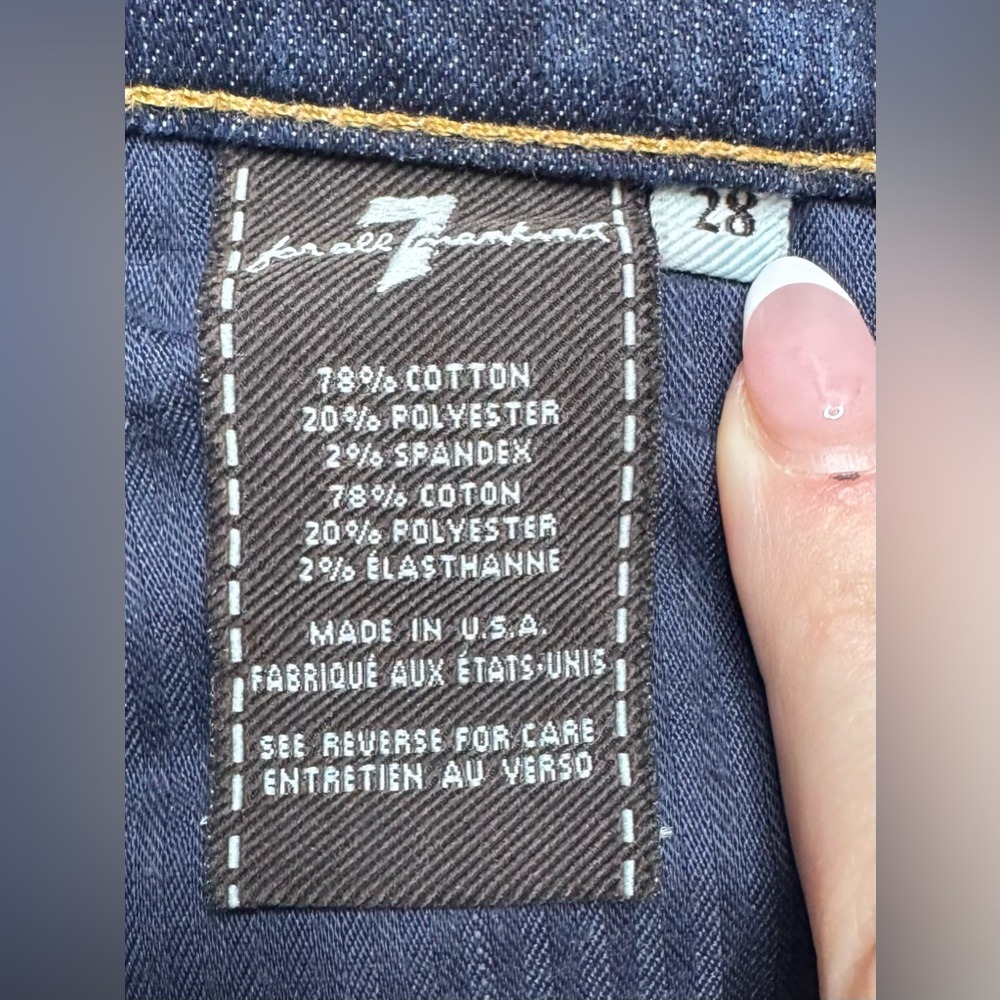 7 for all mankind
28
78% COTTON
20% POLYESTER
2% SPANDEX
78% COTON
20% POLYESTER
2% ÉLASTHANNE
MADE IN U.S.A.
FABRIQUÉ AUX ÉTATS-UNIS
SEE REVERSE FOR CARE
ENTRETIEN AU VERSO